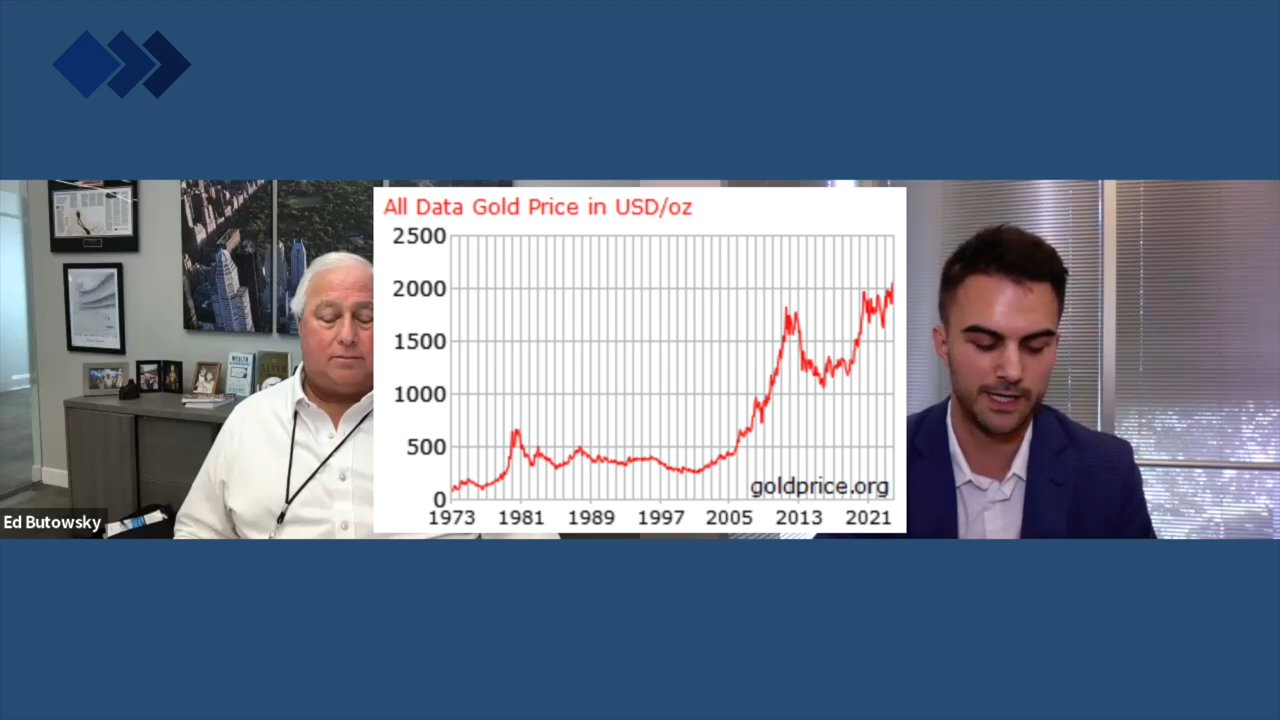 All Data Gold Price in USD/oz
2500
2000
1500
1000
500
0
1973 1981 1989 1997 2005 2013 2021
goldprice.org
WEALTH
Ed Butowsky